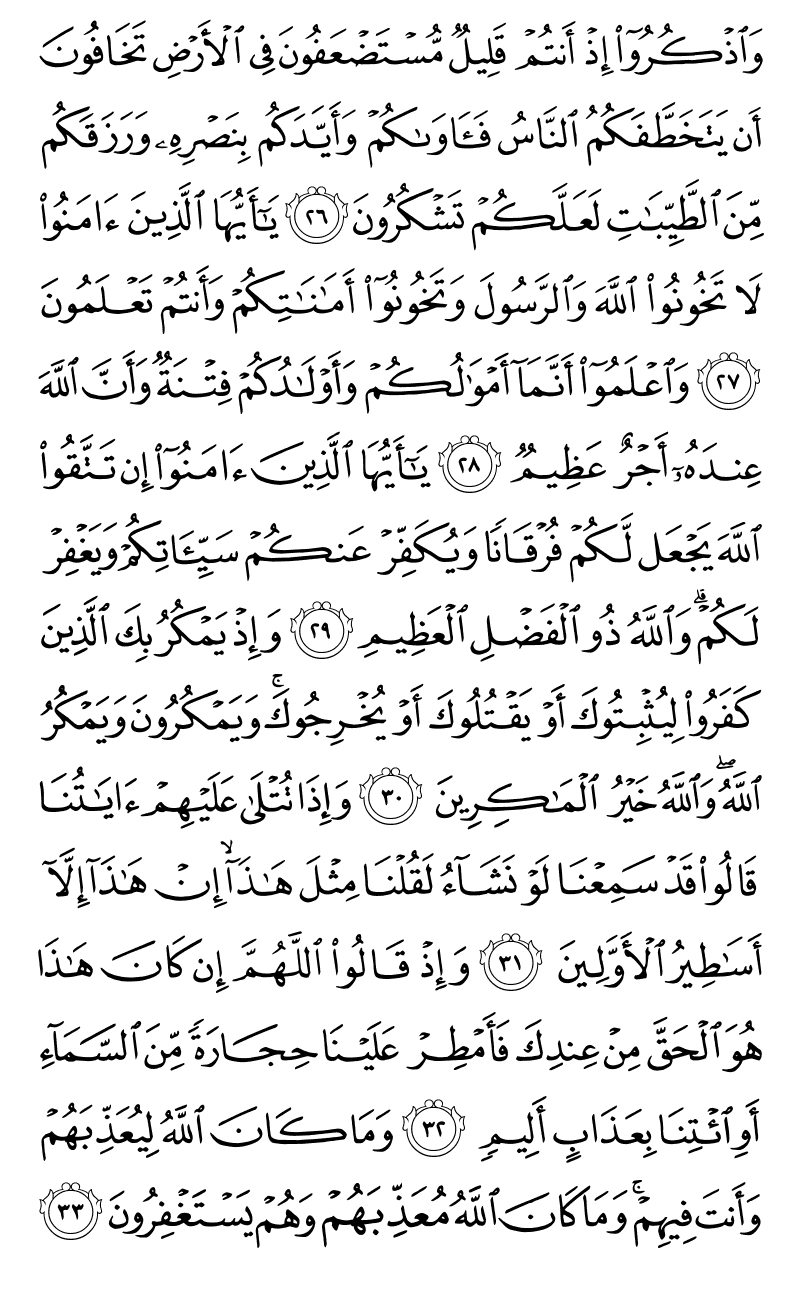 وَٱذۡكُرُوٓاْ إِذۡ أَنتُمۡ قَلِيلٞ مُّسۡتَضۡعَفُونَ فِي ٱلۡأَرۡضِ تَخَافُونَ
أَن يَتَخَطَّفَكُمُ ٱلنَّاسُ فَـَٔاوَىٰكُمۡ وَأَيَّدَكُم بِنَصۡرِهِۦ وَرَزَقَكُم
مِّنَ ٱلطَّيِّبَٰتِ لَعَلَّكُمۡ تَشۡكُرُونَ ٢٦ يَٰٓأَيُّهَا ٱلَّذِينَ ءَامَنُواْ
لَا تَخُونُواْ ٱللَّهَ وَٱلرَّسُولَ وَتَخُونُوٓاْ أَمَٰنَٰتِكُمۡ وَأَنتُمۡ تَعۡلَمُونَ
٢٧ وَٱعۡلَمُوٓاْ أَنَّمَآ أَمۡوَٰلُكُمۡ وَأَوۡلَٰدُكُمۡ فِتۡنَةٞ وَأَنَّ ٱللَّهَ
عِندَهُۥٓ أَجۡرٌ عَظِيمٞ ٢٨ يَٰٓأَيُّهَا ٱلَّذِينَ ءَامَنُوٓاْ إِن تَتَّقُواْ
ٱللَّهَ يَجۡعَل لَّكُمۡ فُرۡقَانٗا وَيُكَفِّرۡ عَنكُمۡ سَيِّـَٔاتِكُمۡ وَيَغۡفِرۡ
لَكُمۡۗ وَٱللَّهُ ذُو ٱلۡفَضۡلِ ٱلۡعَظِيمِ ٢٩ وَإِذۡ يَمۡكُرُ بِكَ ٱلَّذِينَ
كَفَرُواْ لِيُثۡبِتُوكَ أَوۡ يَقۡتُلُوكَ أَوۡ يُخۡرِجُوكَۚ وَيَمۡكُرُونَ وَيَمۡكُرُ
ٱللَّهُۖ وَٱللَّهُ خَيۡرُ ٱلۡمَٰكِرِينَ ٣٠ وَإِذَا تُتۡلَىٰ عَلَيۡهِمۡ ءَايَٰتُنَا
قَالُواْ قَدۡ سَمِعۡنَا لَوۡ نَشَآءُ لَقُلۡنَا مِثۡلَ هَٰذَآۙ إِنۡ هَٰذَآ إِلَّآ
أَسَٰطِيرُ ٱلۡأَوَّلِينَ ٣١ وَإِذۡ قَالُواْ ٱللَّهُمَّ إِن كَانَ هَٰذَا
هُوَ ٱلۡحَقَّ مِنۡ عِندِكَ فَأَمۡطِرۡ عَلَيۡنَا حِجَارَةٗ مِّنَ ٱلسَّمَآءِ
أَوِ ٱئۡتِنَا بِعَذَابٍ أَلِيمٖ ٣٢ وَمَا كَانَ ٱللَّهُ لِيُعَذِّبَهُمۡ
وَأَنتَ فِيهِمۡۚ وَمَا كَانَ ٱللَّهُ مُعَذِّبَهُمۡ وَهُمۡ يَسۡتَغۡفِرُونَ ٣٣